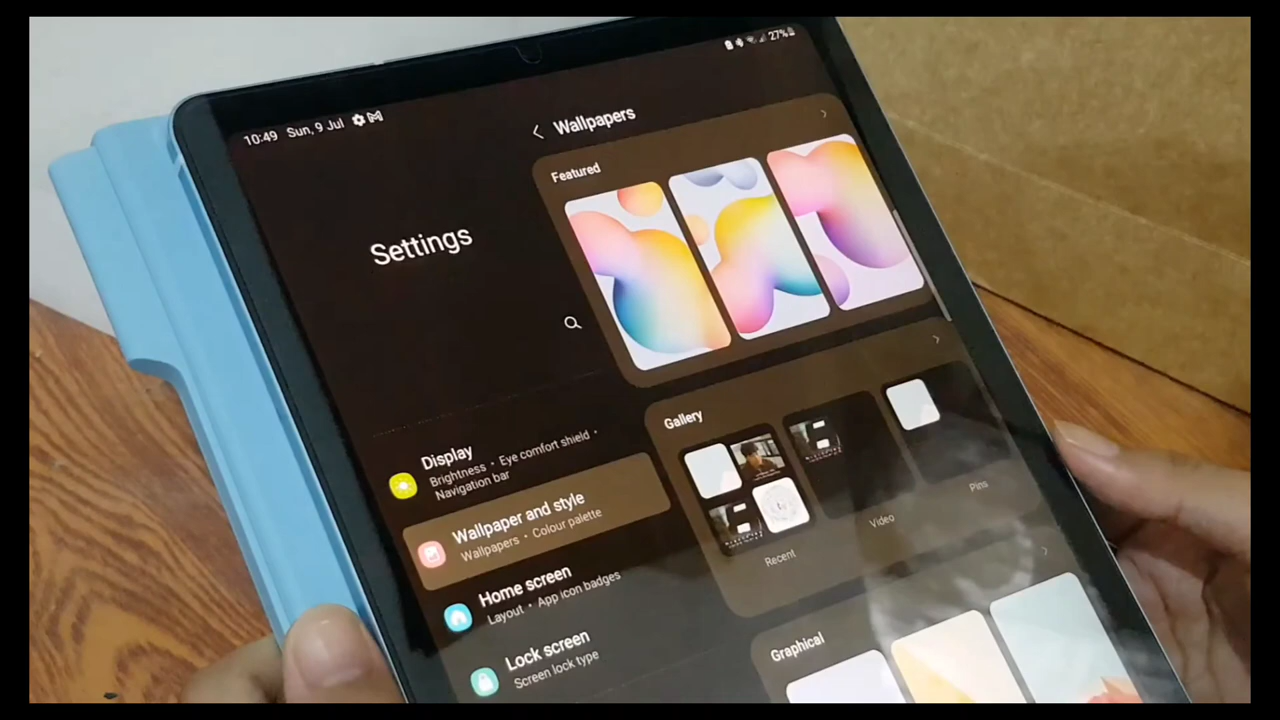 10:49 Sun, 9 Jul
27%
Settings
Display
Brightness • Eye comfort shield •
Navigation bar
Wallpaper and style
Wallpapers • Colour palette
Home screen
Layout • App icon badges
Lock screen
Screen lock type
Wallpapers
Featured
Gallery
Recent
Video
Pins
Graphical